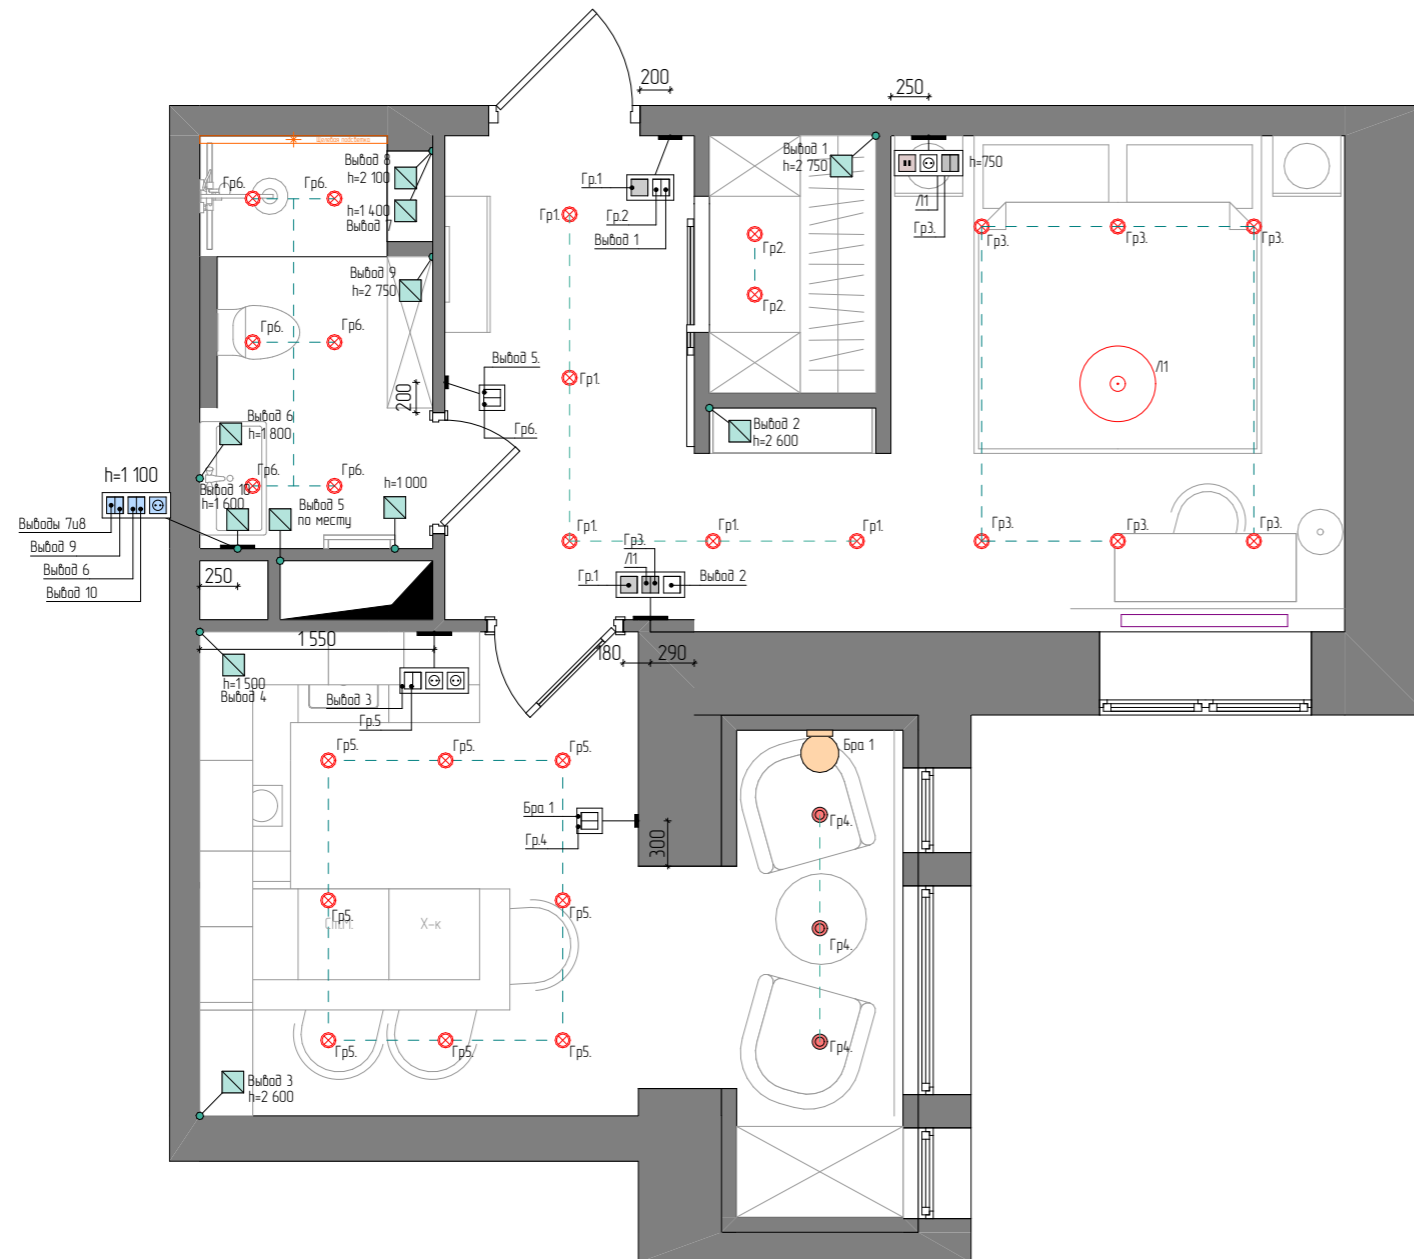 200
250
Щелевая подсветка
Вывод 8
h=2 100
h=1 400
Вывод 7
Гр6.
Гр6.
Гр.1
Гр.2
Вывод 1
Вывод 1
h=2 750
h=750
Л1
Гр3.
Гр1.
Гр2.
Гр2.
Гр3.
Гр3.
Гр3.
Вывод 9
h=2 750
Гр6.
Гр6.
Вывод 5.
Гр6.
200
Гр1.
Л1
Вывод 6
h=1 800
Вывод 2
h=2 600
h=1 100
Гр6.
Гр6.
Вывод 10
h=1 600
Вывод 5
по месту
h=1 000
Выводы 7и8
Вывод 9
Вывод 6
Вывод 10
Гр1.
Гр1.
Гр1.
Гр3.
Гр3.
Гр3.
Гр3.
Л1
Гр.1
Вывод 2
250
1 550
180
290
h=1 500
Вывод 4
Вывод 3
Гр.5
Гр5.
Гр5.
Гр5.
Бра 1
Бра 1
Гр.4
300
Гр4.
Гр5.
Гр5.
Х-к
Гр4.
Гр5.
Гр5.
Гр5.
Гр4.
Вывод 3
h=2 600